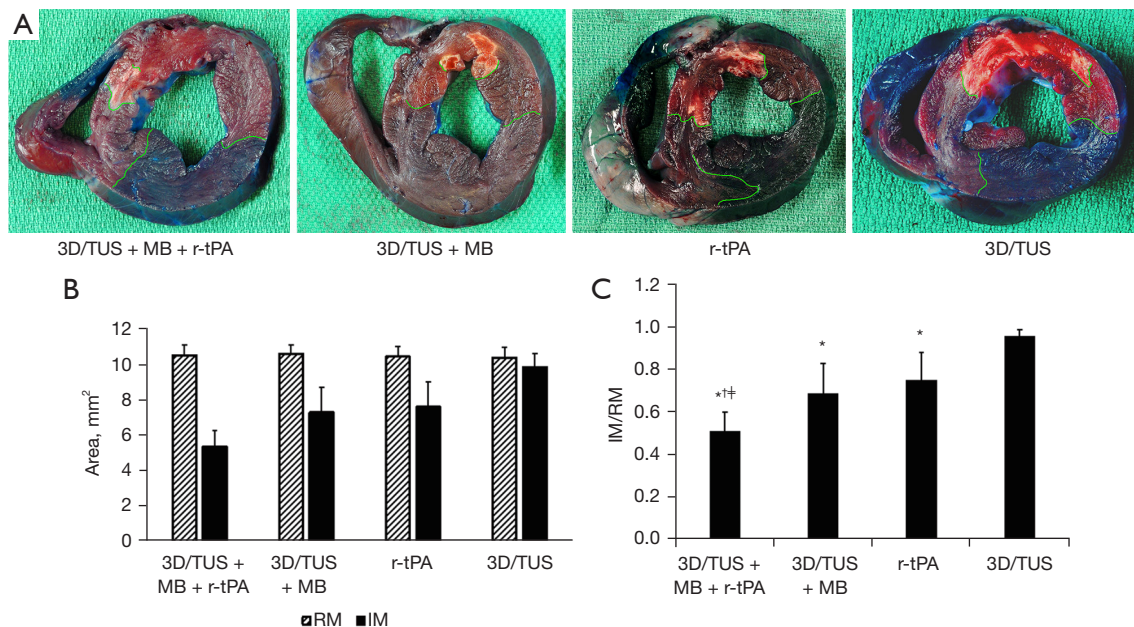 A
3D/TUS + MB + r-tPA
3D/TUS + MB
r-tPA
3D/TUS
B
Area, mm²
12
10
8
6
4
2
0
3D/TUS +
MB + r-tPA
3D/TUS
+ MB
r-tPA
3D/TUS
RM
IM
C
IM/RM
1.2
1.0
0.8
0.6
0.4
0.2
0.0
*†‡
*
*
3D/TUS +
MB + r-tPA
3D/TUS
+ MB
r-tPA
3D/TUS